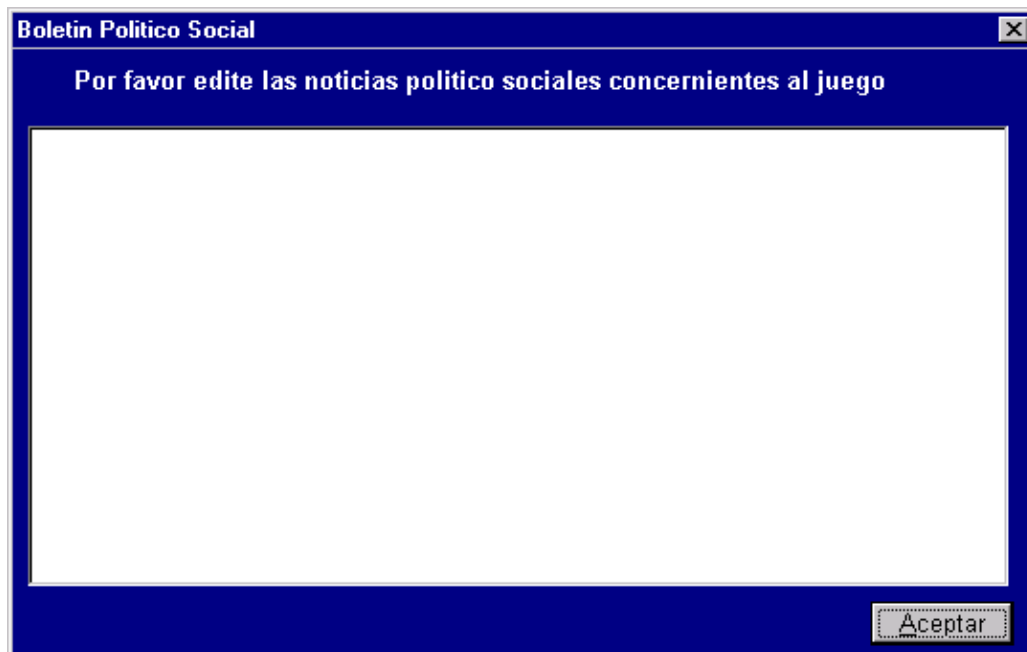 Boletin Politico Social
Por favor edite las noticias politico sociales concernientes al juego
Aceptar